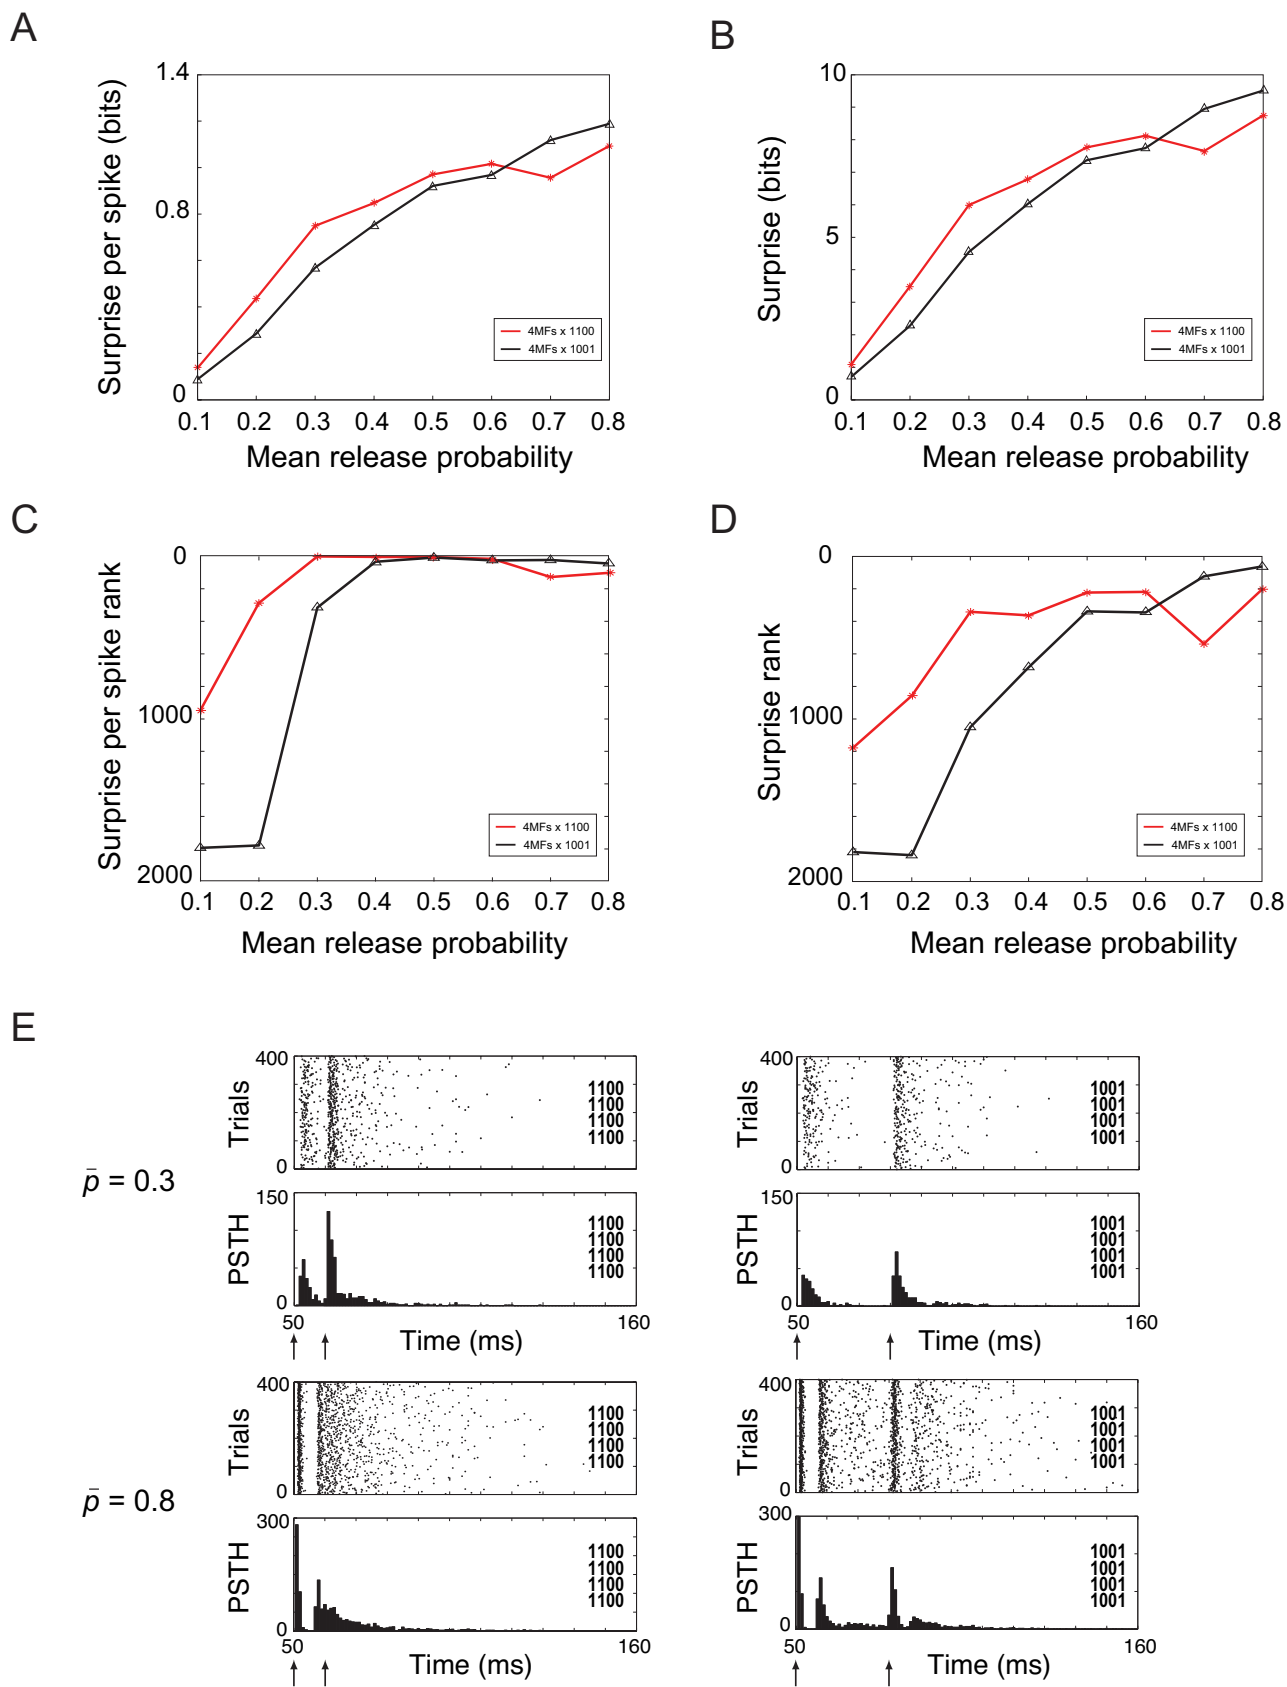 A
Surprise per spike (bits)
1.4
0.8
0
4MFs x 1100
4MFs x 1001
0.1 0.2 0.3 0.4 0.5 0.6 0.7 0.8
Mean release probability
B
Surprise (bits)
10
5
0
4MFs x 1100
4MFs x 1001
0.1 0.2 0.3 0.4 0.5 0.6 0.7 0.8
Mean release probability
C
Surprise per spike rank
0
1000
2000
4MFs x 1100
4MFs x 1001
0.1 0.2 0.3 0.4 0.5 0.6 0.7 0.8
Mean release probability
D
Surprise rank
0
1000
2000
4MFs x 1100
4MFs x 1001
0.1 0.2 0.3 0.4 0.5 0.6 0.7 0.8
Mean release probability
E
p̄ = 0.3
Trials
400
0
1100
1100
1100
1100
PSTH
150
0
1100
1100
1100
1100
50 Time (ms) 160
Trials
400
0
1001
1001
1001
1001
PSTH
150
0
1001
1001
1001
1001
50 Time (ms) 160
p̄ = 0.8
Trials
400
0
1100
1100
1100
1100
PSTH
300
0
1100
1100
1100
1100
50 Time (ms) 160
Trials
400
0
1001
1001
1001
1001
PSTH
300
0
1001
1001
1001
1001
50 Time (ms) 160